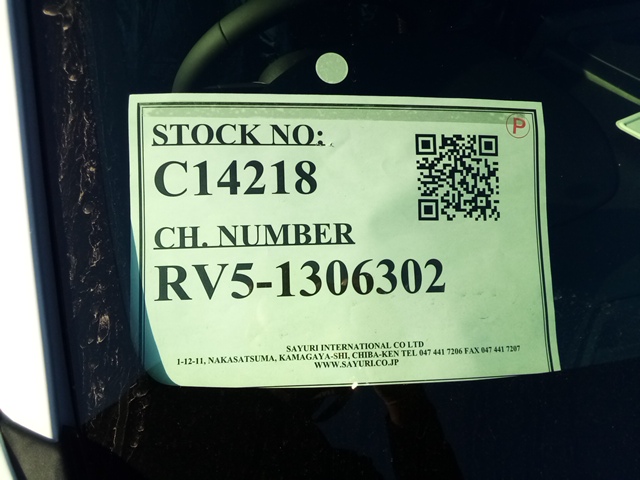 P
STOCK NO:
C14218
CH. NUMBER
RV5-1306302
SAYURI INTERNATIONAL CO LTD
1-12-11, NAKASATSUMA, KAMAGAYA-SHI, CHIBA-KEN TEL 047 441 7206 FAX 047 441 7207
WWW.SAYURI.CO.JP